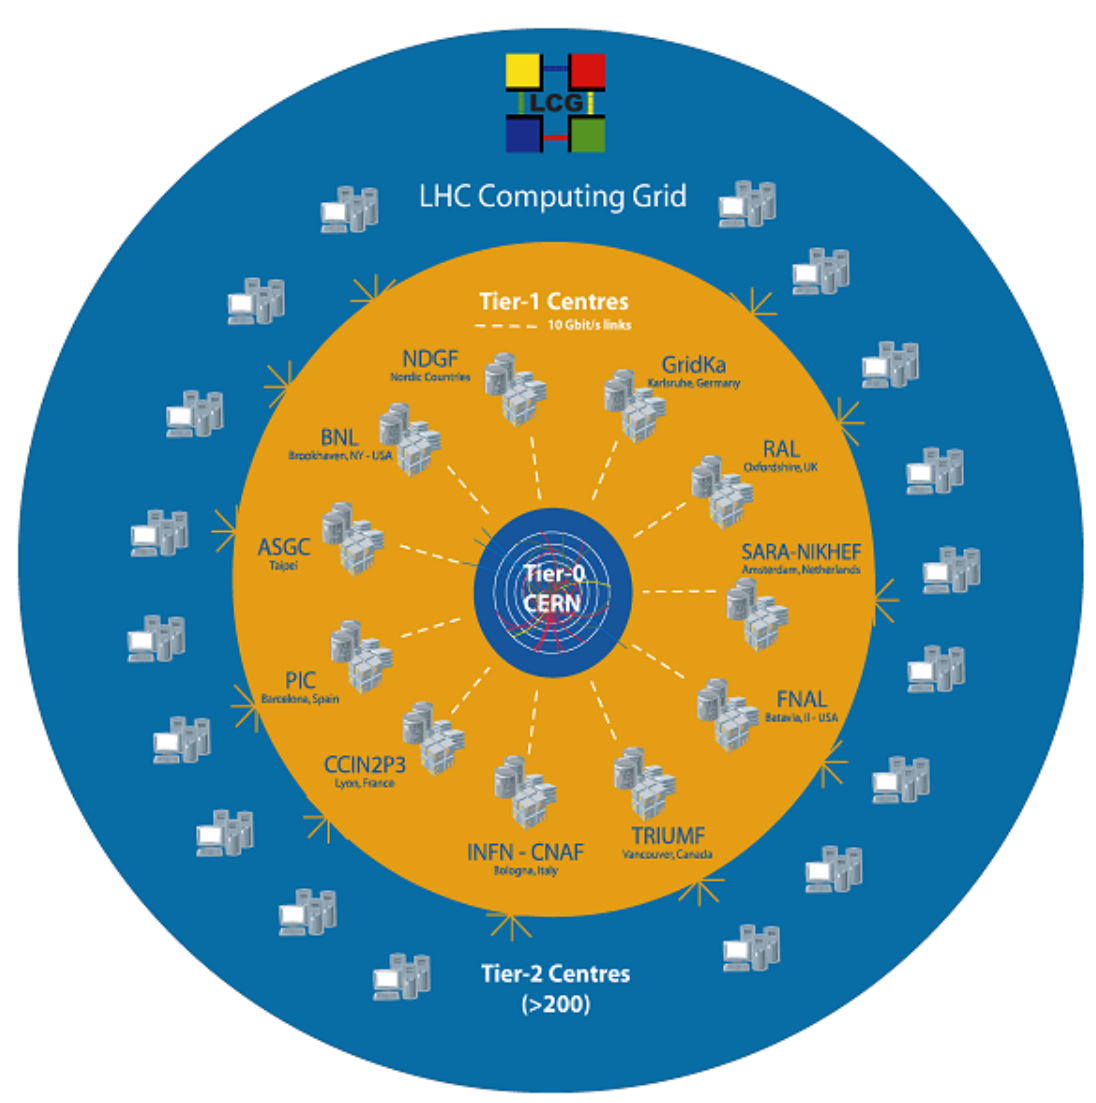 LCG
LHC Computing Grid
Tier-1 Centres
10 Gbit/s links
NDGF
Nordic Countries
GridKa
Karlsruhe, Germany
BNL
Brookhaven, NY - USA
RAL
Oxfordshire, UK
ASGC
Taipei
SARA-NIKHEF
Amsterdam, Netherlands
Tier-0
CERN
PIC
Barcelona, Spain
FNAL
Batavia, Il - USA
CCIN2P3
Lyon, France
TRIUMF
Vancouver, Canada
INFN - CNAF
Bologna, Italy
Tier-2 Centres
(>200)